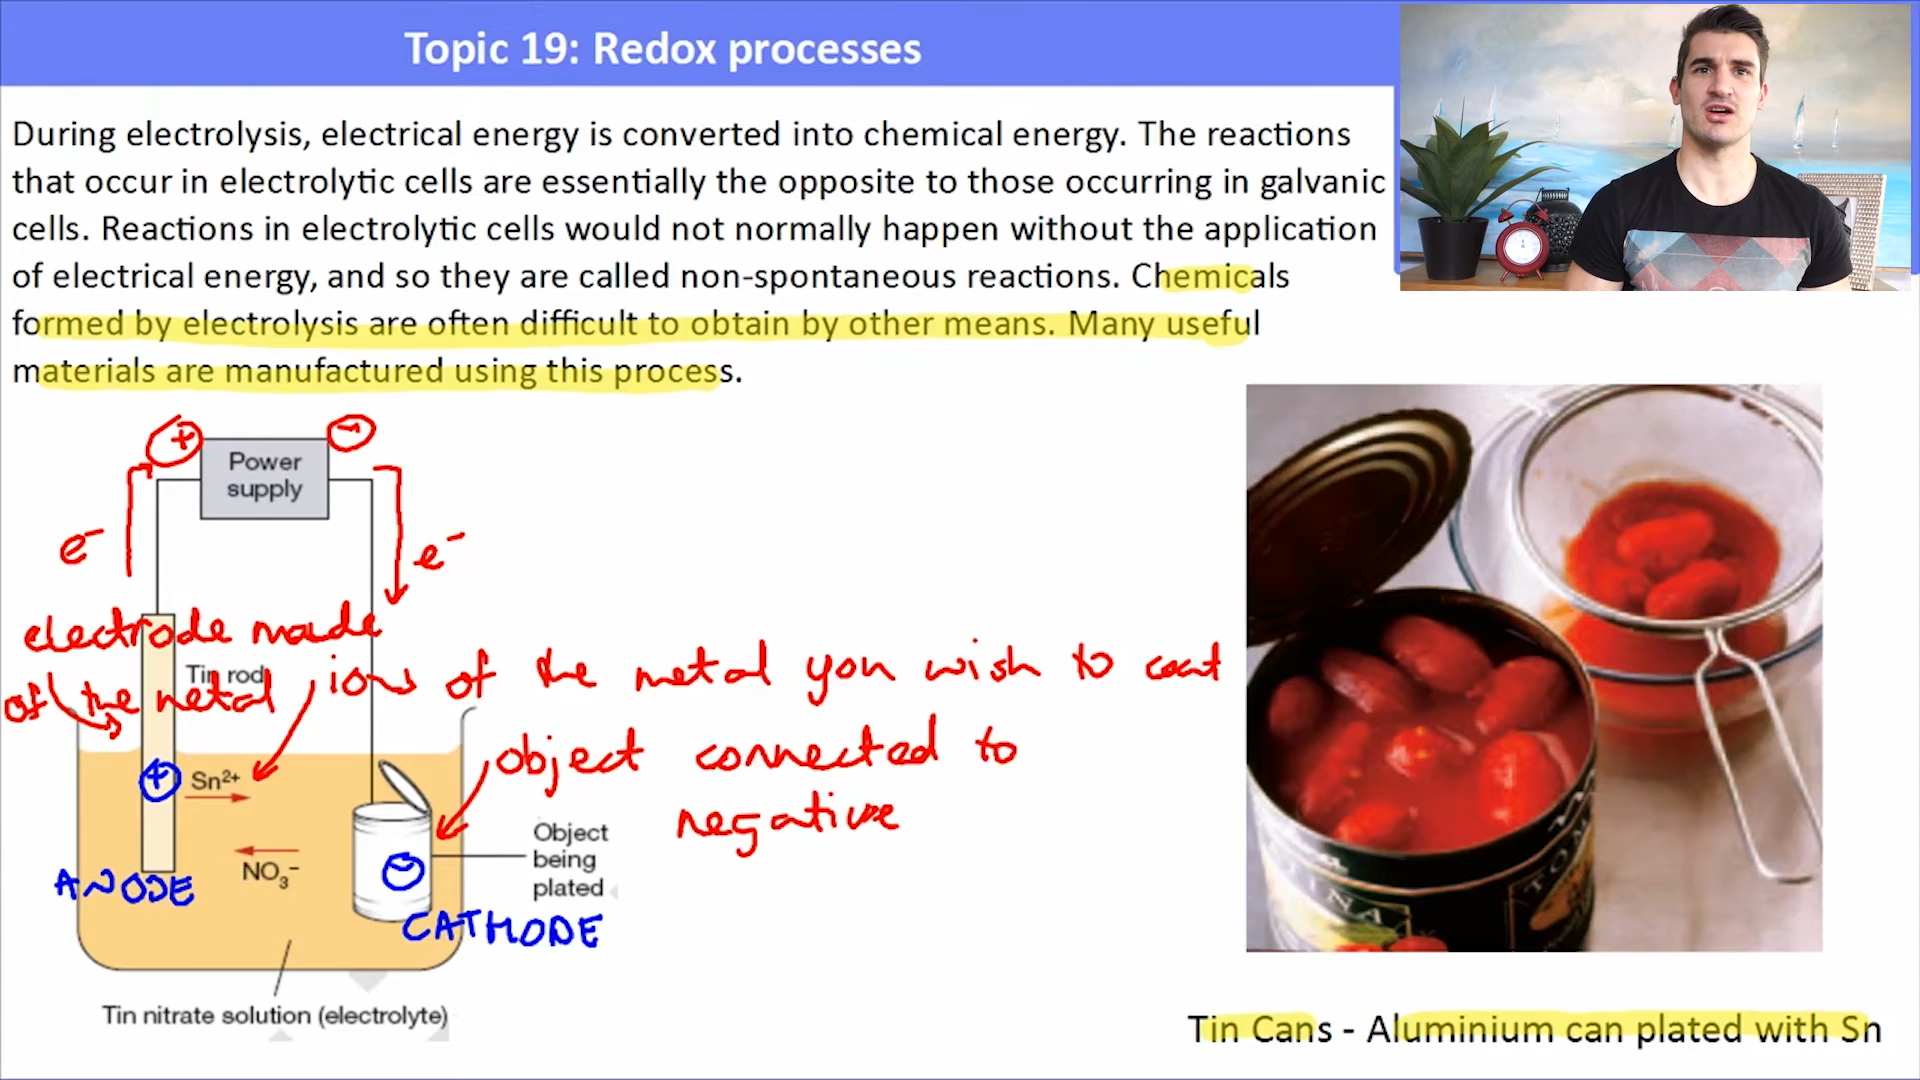 Topic 19: Redox processes
During electrolysis, electrical energy is converted into chemical energy. The reactions
that occur in electrolytic cells are essentially the opposite to those occurring in galvanic
cells. Reactions in electrolytic cells would not normally happen without the application
of electrical energy, and so they are called non-spontaneous reactions. Chemicals
formed by electrolysis are often difficult to obtain by other means. Many useful
materials are manufactured using this process.
+ −
Power
supply
e⁻ e⁻
electrode made
of the metal
Tin rod
ions of the metal you wish to coat
object connected to
negative
+ Sn²⁺
NO₃⁻
−
Object
being
plated
ANODE
CATHODE
Tin nitrate solution (electrolyte)
TOM
INA
Tin Cans - Aluminium can plated with Sn